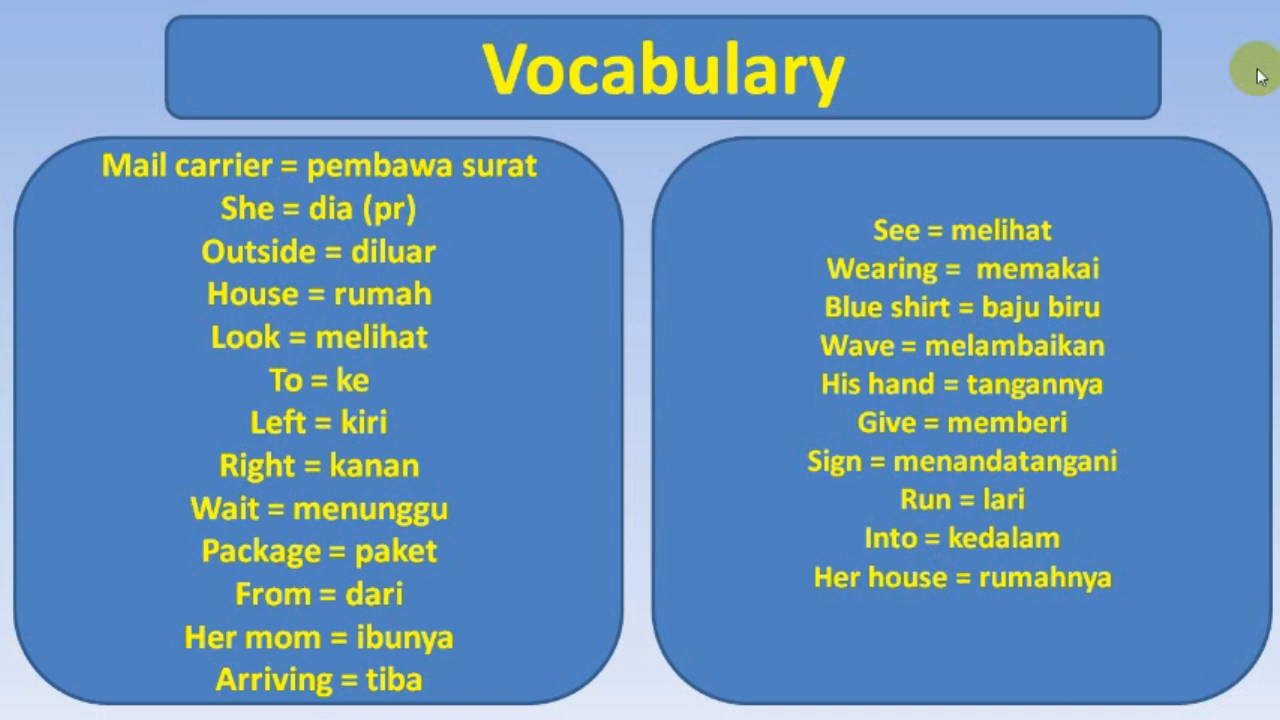 Vocabulary
Mail carrier = pembawa surat
She = dia (pr)
Outside = diluar
House = rumah
Look = melihat
To = ke
Left = kiri
Right = kanan
Wait = menunggu
Package = paket
From = dari
Her mom = ibunya
Arriving = tiba
See = melihat
Wearing =  memakai
Blue shirt = baju biru
Wave = melambaikan
His hand = tangannya
Give = memberi
Sign = menandatangani
Run = lari
Into = kedalam
Her house = rumahnya